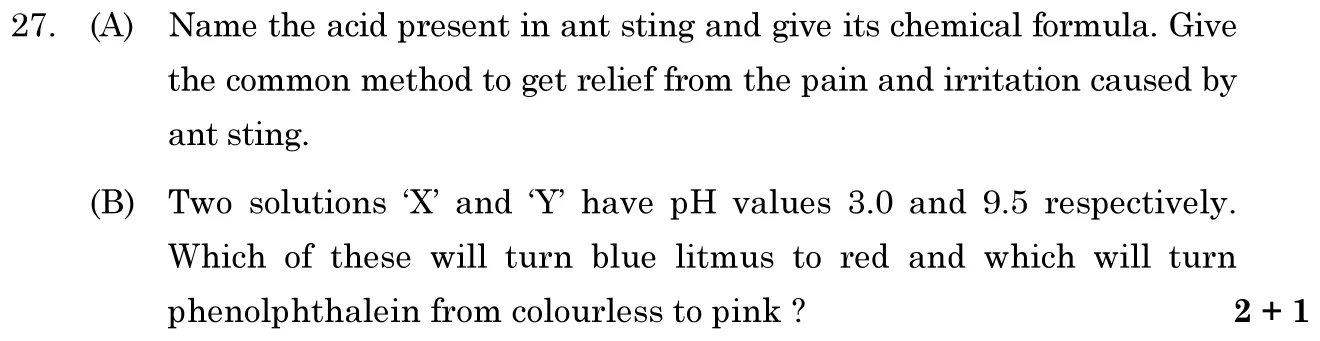 27. (A) Name the acid present in ant sting and give its chemical formula. Give
the common method to get relief from the pain and irritation caused by
ant sting.
(B) Two solutions ‘X’ and ‘Y’ have pH values 3.0 and 9.5 respectively.
Which of these will turn blue litmus to red and which will turn
phenolphthalein from colourless to pink ? 2 + 1